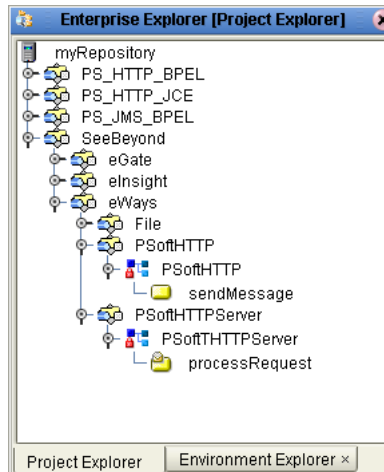 Enterprise Explorer [Project Explorer]
myRepository
PS_HTTP_BPEL
PS_HTTP_JCE
PS_JMS_BPEL
SeeBeyond
eGate
eInsight
eWays
File
PSoftHTTP
PSoftHTTP
sendMessage
PSoftHTTPServer
PSoftTHTTPServer
processRequest
Project Explorer Environment Explorer ×